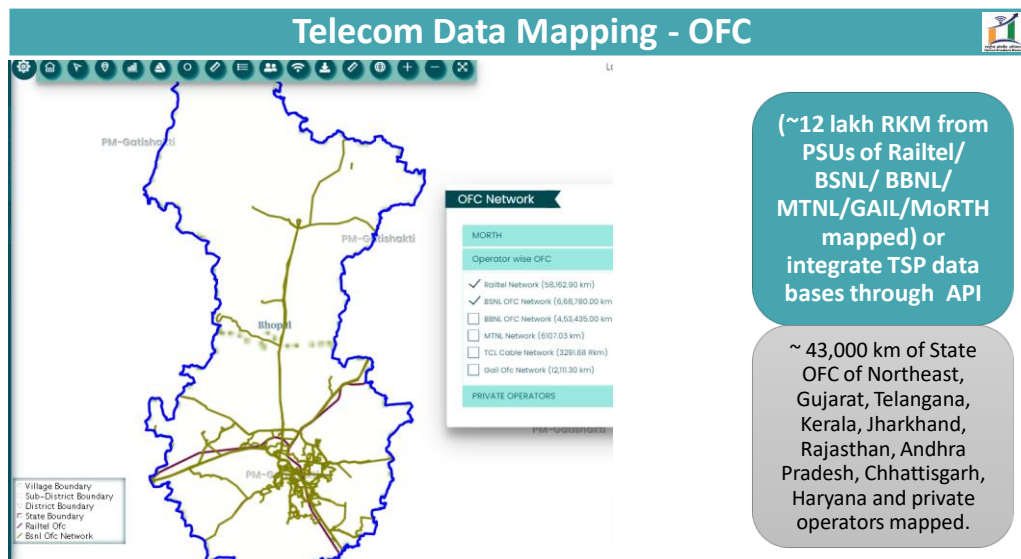 Telecom Data Mapping - OFC
PM-Gatishakti
PM-Gatishakti
Bhopal
PM-Gatishakti
PM-Gatishakti
OFC Network
MORTH
Operator wise OFC
Railtel Network (58,162.90 km)
BSNL OFC Network (6,68,780.00 km
BBNL OFC Network (4,53,435.00 km
MTNL Network (6107.03 km)
TCL Cable Network (3291.68 Rkm)
Gail Ofc Network (12,111.30 km)
PRIVATE OPERATORS
Village Boundary
Sub-District Boundary
District Boundary
State Boundary
Railtel Ofc
Bsnl Ofc Network
(~12 lakh RKM from
PSUs of Railtel/
BSNL/ BBNL/
MTNL/GAIL/MoRTH
mapped) or
integrate TSP data
bases through API
~ 43,000 km of State
OFC of Northeast,
Gujarat, Telangana,
Kerala, Jharkhand,
Rajasthan, Andhra
Pradesh, Chhattisgarh,
Haryana and private
operators mapped.